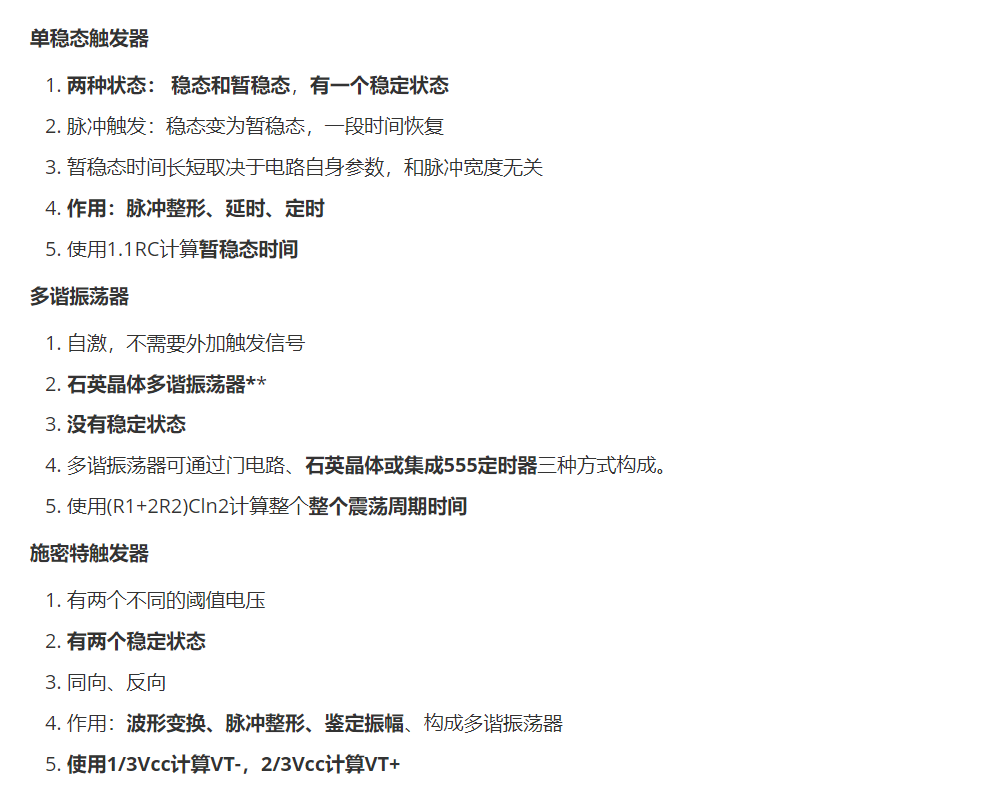 单稳态触发器
1. 两种状态： 稳态和暂稳态，有一个稳定状态
2. 脉冲触发：稳态变为暂稳态，一段时间恢复
3. 暂稳态时间长短取决于电路自身参数，和脉冲宽度无关
4. 作用：脉冲整形、延时、定时
5. 使用1.1RC计算暂稳态时间
多谐振荡器
1. 自激，不需要外加触发信号
2. 石英晶体多谐振荡器**
3. 没有稳定状态
4. 多谐振荡器可通过门电路、石英晶体或集成555定时器三种方式构成。
5. 使用(R1+2R2)Cln2计算整个整个震荡周期时间
施密特触发器
1. 有两个不同的阈值电压
2. 有两个稳定状态
3. 同向、反向
4. 作用：波形变换、脉冲整形、鉴定振幅、构成多谐振荡器
5. 使用1/3Vcc计算VT-，2/3Vcc计算VT+